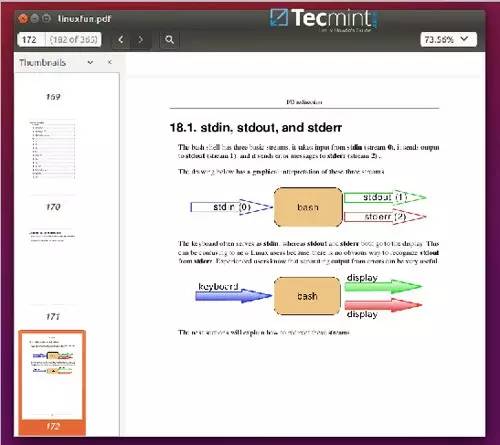 linuxfun.pdf
Tecmint
172 (182 of 365)
73.56%
Thumbnails
169
170
171
172
I/O redirection
18.1. stdin, stdout, and stderr
The bash shell has three basic streams; it takes input from stdin (stream 0), it sends output
to stdout (stream 1) and it sends error messages to stderr (stream 2) .
The drawing below has a graphical interpretation of these three streams.
stdin (0)
bash
stdout (1)
stderr (2)
The keyboard often serves as stdin, whereas stdout and stderr both go to the display. This
can be confusing to new Linux users because there is no obvious way to recognize stdout
from stderr. Experienced users know that separating output from errors can be very useful.
keyboard
bash
display
display
The next sections will explain how to redirect these streams.